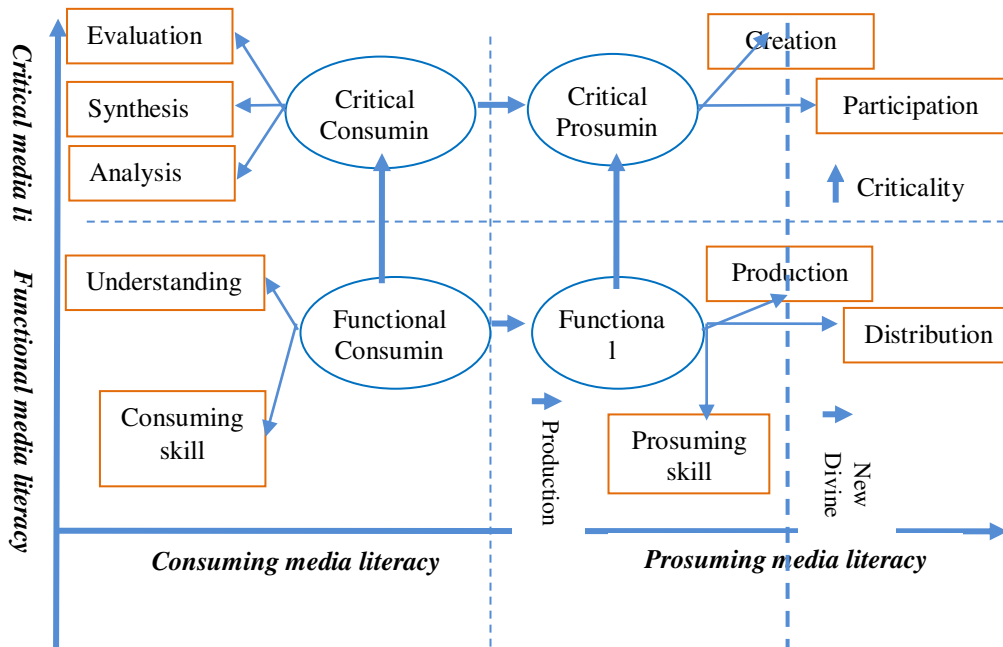 Critical media li
Functional media literacy
Evaluation
Synthesis
Analysis
Critical
Consumin
Critical
Prosumin
Creation
Participation
Criticality
Understanding
Consuming
skill
Functional
Consumin
Functiona
l
Production
Distribution
Prosuming
skill
Production
New
Divine
Consuming media literacy
Prosuming media literacy